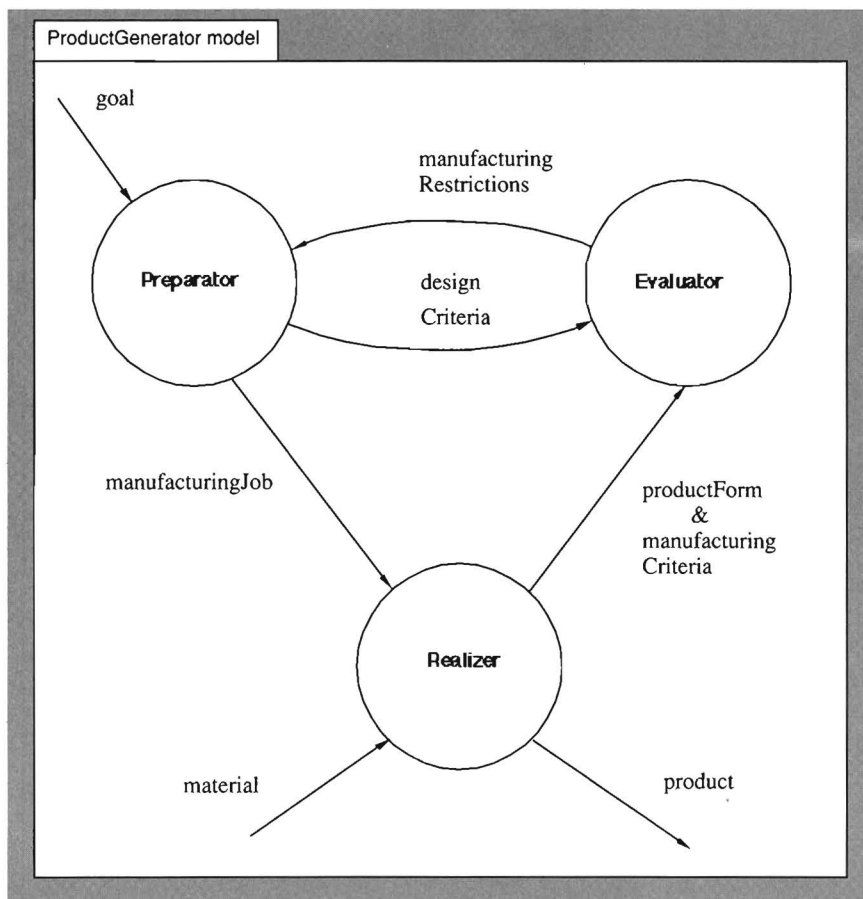 ProductGenerator model
goal
manufacturing
Restrictions
Preparator
design
Criteria
Evaluator
manufacturingJob
productForm
&
manufacturing
Criteria
Realizer
material
product